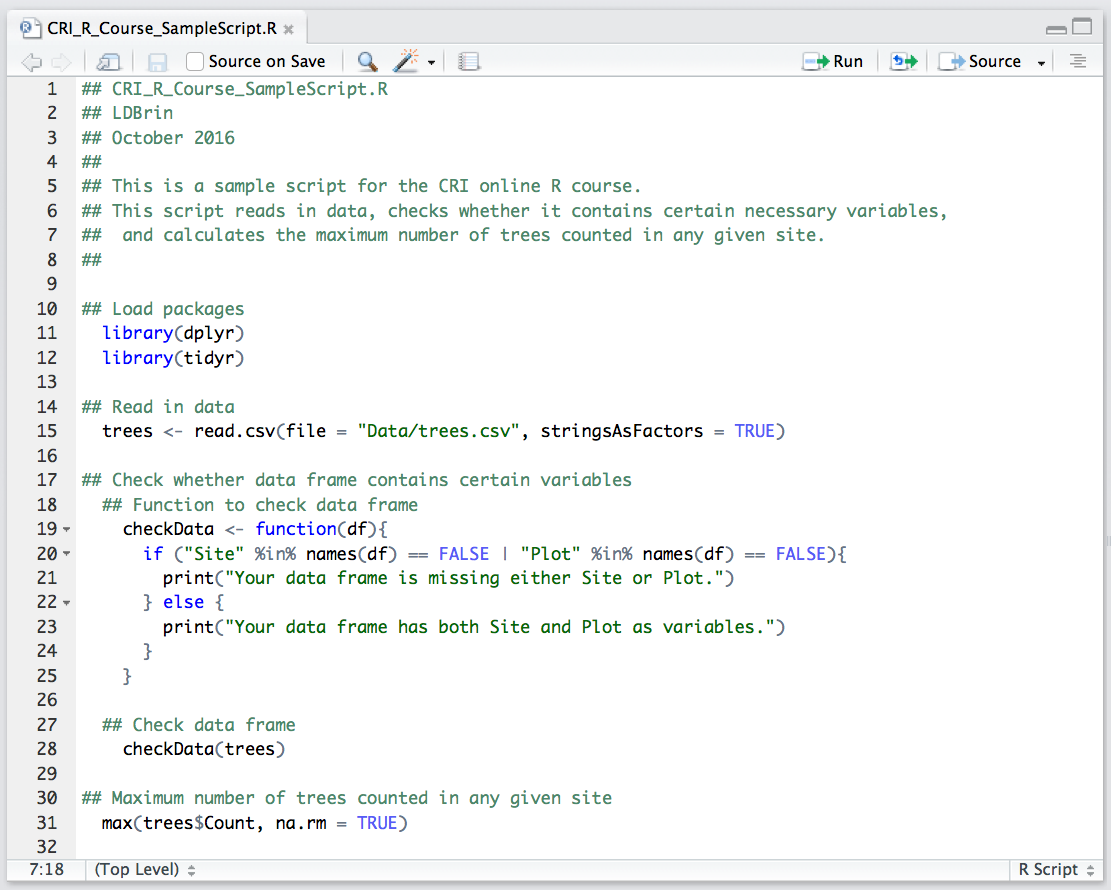 CRI_R_Course_SampleScript.R
Source on Save Run Source
1 ## CRI_R_Course_SampleScript.R
2 ## LDBrin
3 ## October 2016
4 ##
5 ## This is a sample script for the CRI online R course.
6 ## This script reads in data, checks whether it contains certain necessary variables,
7 ##  and calculates the maximum number of trees counted in any given site.
8 ##
9
10 ## Load packages
11   library(dplyr)
12   library(tidyr)
13
14 ## Read in data
15   trees <- read.csv(file = "Data/trees.csv", stringsAsFactors = TRUE)
16
17 ## Check whether data frame contains certain variables
18   ## Function to check data frame
19     checkData <- function(df){
20       if ("Site" %in% names(df) == FALSE | "Plot" %in% names(df) == FALSE){
21         print("Your data frame is missing either Site or Plot.")
22       } else {
23         print("Your data frame has both Site and Plot as variables.")
24       }
25     }
26
27   ## Check data frame
28     checkData(trees)
29
30 ## Maximum number of trees counted in any given site
31   max(trees$Count, na.rm = TRUE)
32
7:18 (Top Level) R Script